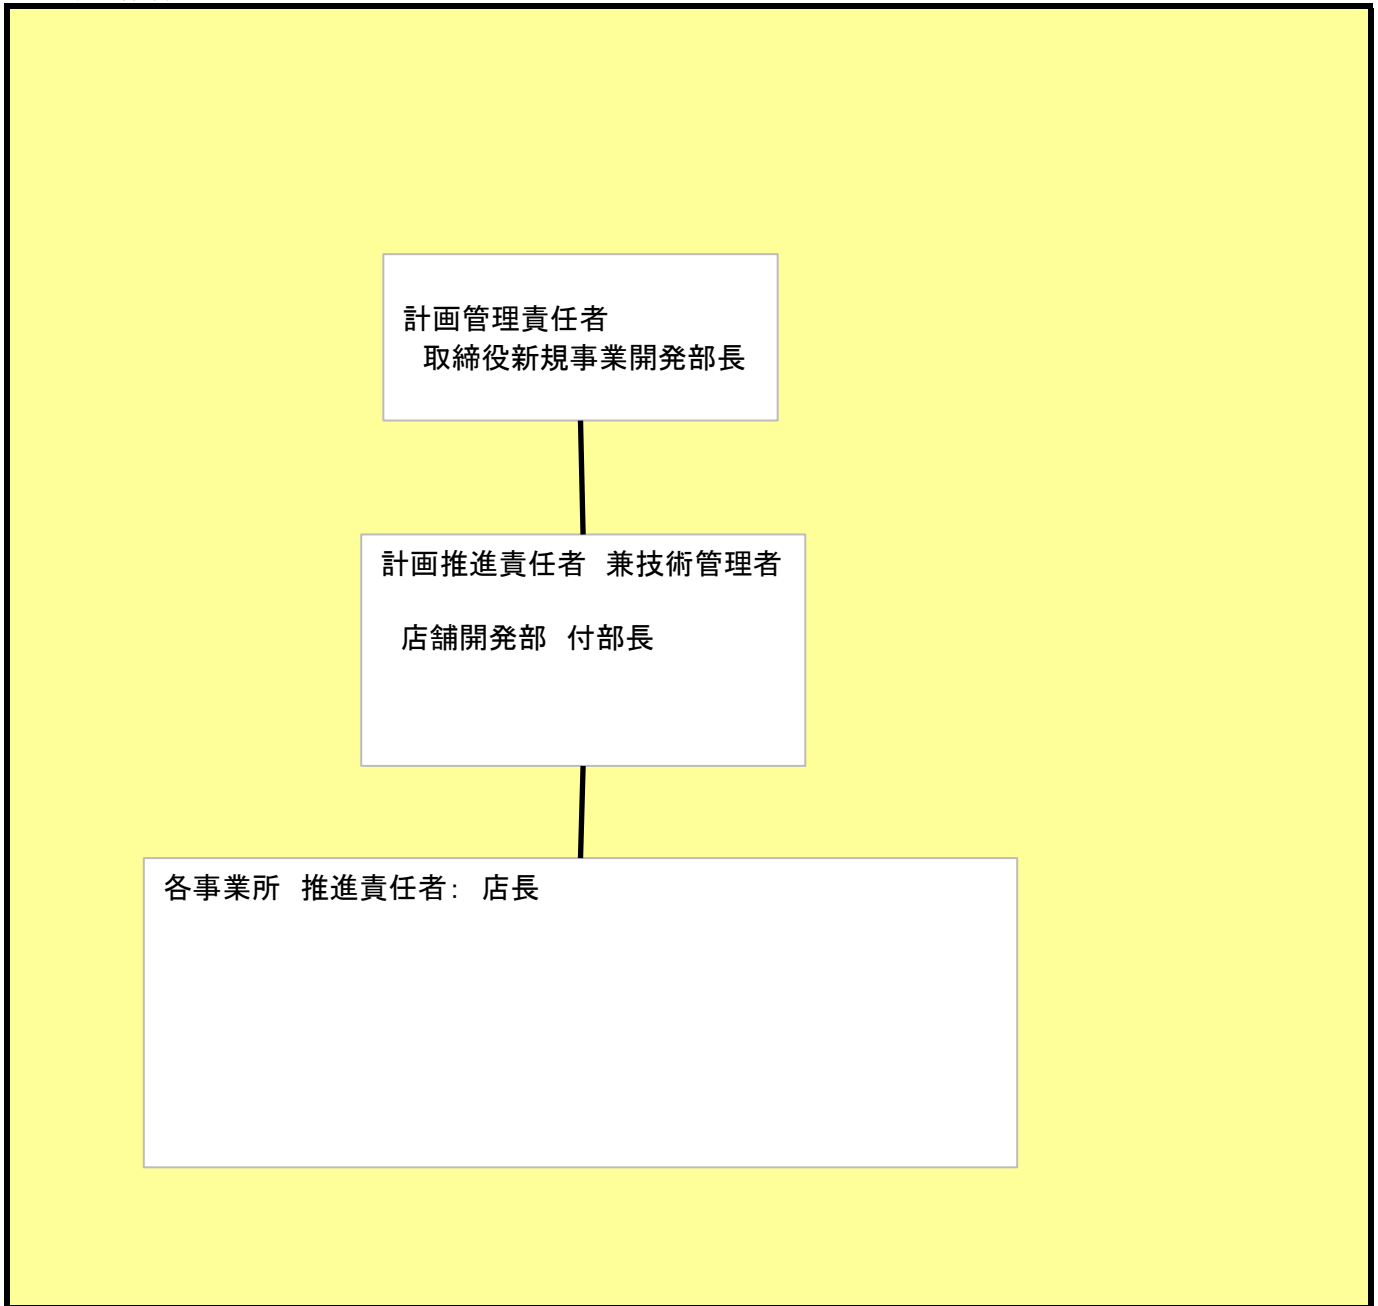 計画管理責任者
取締役新規事業開発部長
計画推進責任者　兼技術管理者
店舗開発部　付部長
各事業所　推進責任者：　店長